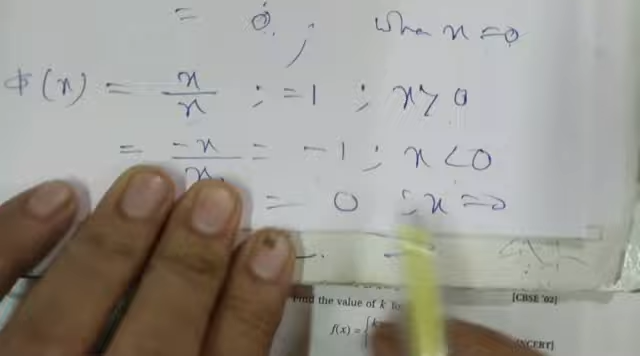 = 0 ; when x = 0
φ(x) = x/x ; = 1 ; x > 0
= -x/x = -1 ; x < 0
= 0 ; x = 0
Find the value of k [CBSE '02]
f(x) = {
[NCERT]